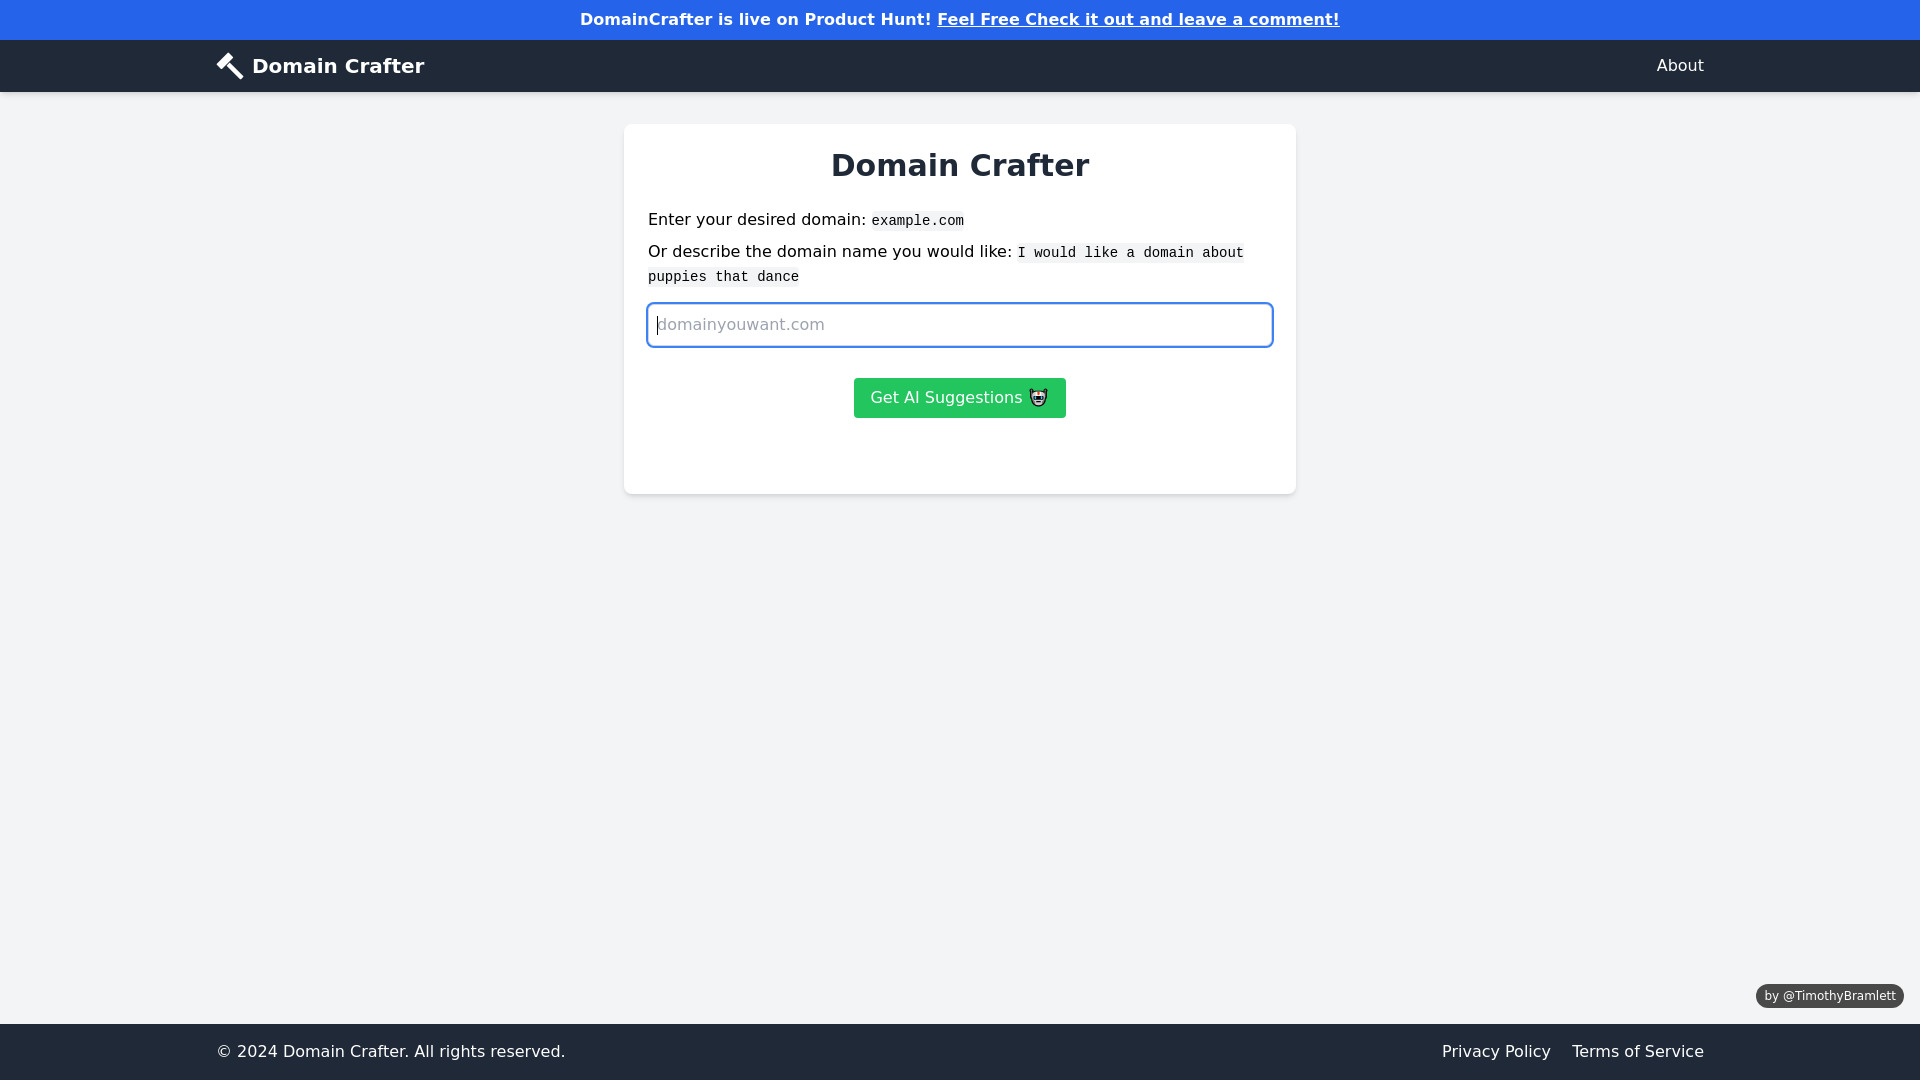 DomainCrafter is live on Product Hunt! Feel Free Check it out and leave a comment!
Domain Crafter
About
Domain Crafter
Enter your desired domain: example.com
Or describe the domain name you would like: I would like a domain about
puppies that dance
domainyouwant.com
Get AI Suggestions
by @TimothyBramlett
© 2024 Domain Crafter. All rights reserved.
Privacy Policy
Terms of Service